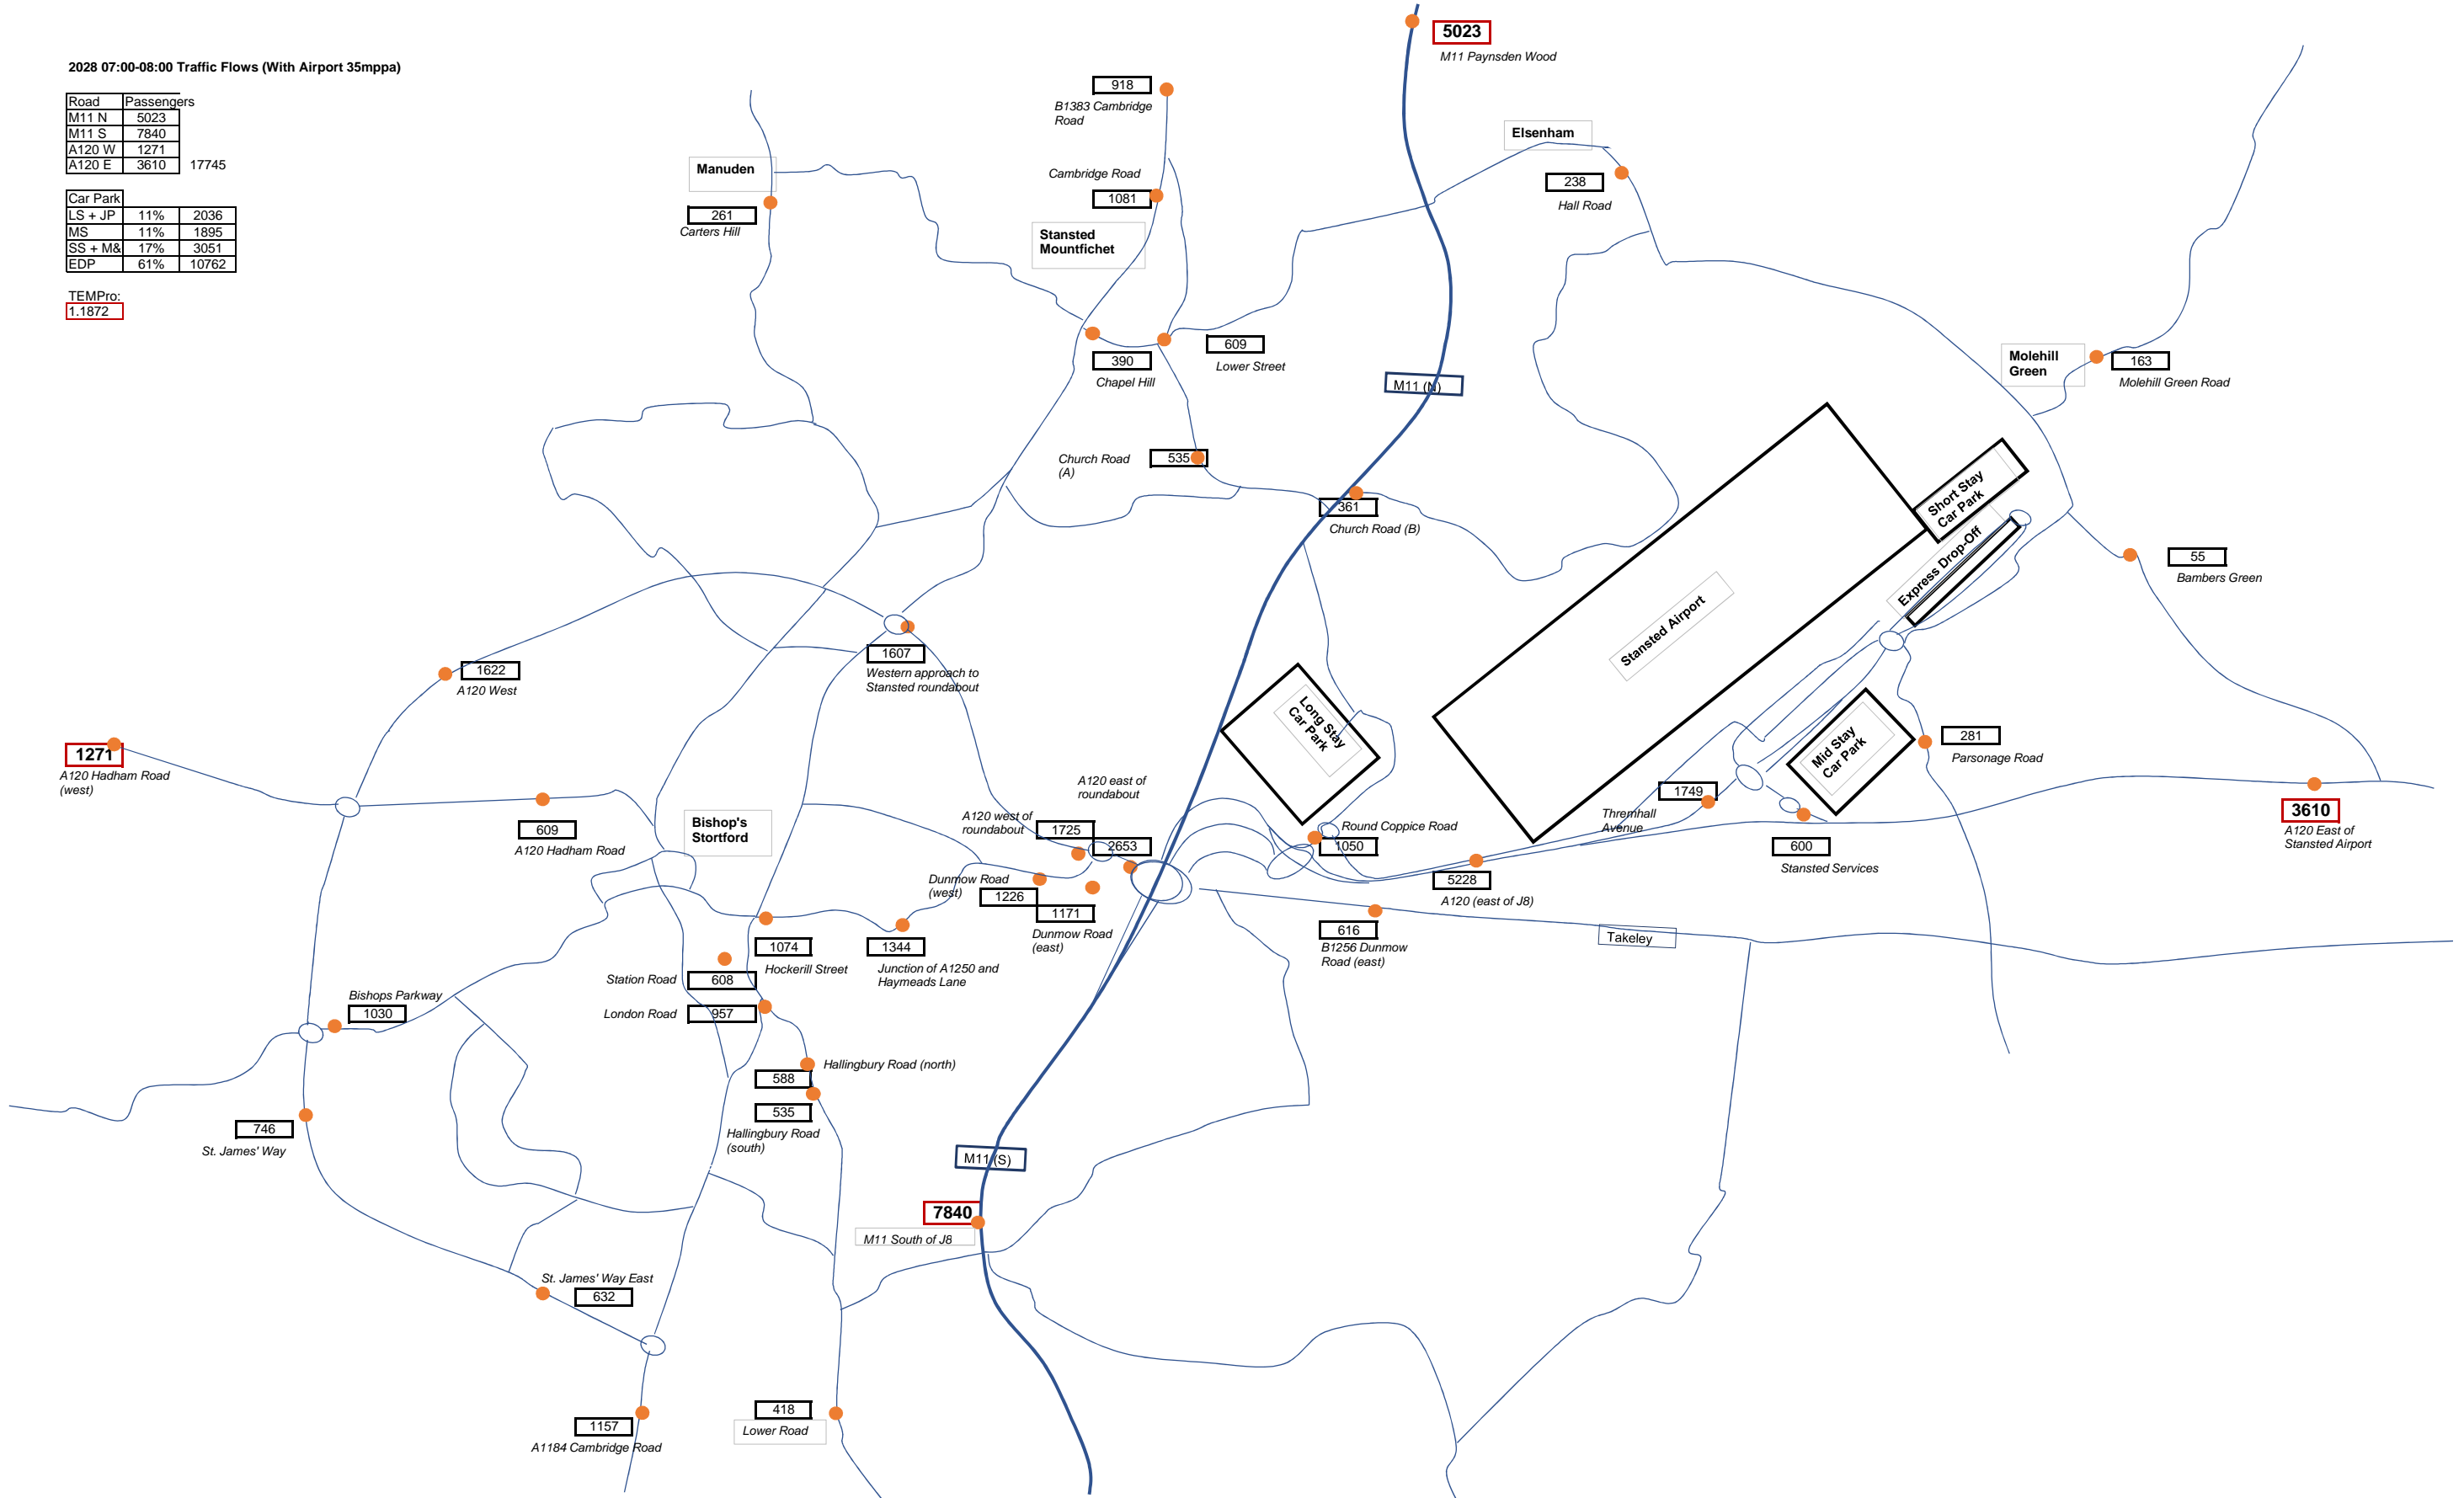 2028 07:00-08:00 Traffic Flows (With Airport 35mppa)
Road Passengers
M11 N 5023
M11 S 7840
A120 W 1271
A120 E 3610 17745
Car Park
LS + JP 11% 2036
MS 11% 1895
SS + M& 17% 3051
EDP 61% 10762
TEMPro:
1.1872
5023
M11 Paynsden Wood
918
B1383 Cambridge
Road
Cambridge Road
1081
Stansted
Mountfichet
Manuden
261
Carters Hill
Elsenham
238
Hall Road
390
Chapel Hill
609
Lower Street
M11 (N)
Molehill
Green
163
Molehill Green Road
Church Road
(A)
535
361
Church Road (B)
Short Stay
Car Park
Express Drop-Off
Stansted Airport
55
Bambers Green
1607
Western approach to
Stansted roundabout
1622
A120 West
1271
A120 Hadham Road
(west)
609
A120 Hadham Road
Bishop's
Stortford
Long Stay
Car Park
Mid Stay
Car Park
281
Parsonage Road
A120 east of
roundabout
A120 west of
roundabout
1725
2653
Round Coppice Road
1050
1749
Thremhall
Avenue
600
Stansted Services
3610
A120 East of
Stansted Airport
Dunmow Road
(west)
1226
1171
Dunmow Road
(east)
5228
A120 (east of J8)
616
B1256 Dunmow
Road (east)
Takeley
1074
Hockerill Street
1344
Junction of A1250 and
Haymeads Lane
Station Road
608
London Road
957
Bishops Parkway
1030
Hallingbury Road (north)
588
535
Hallingbury Road
(south)
746
St. James' Way
M11 (S)
7840
M11 South of J8
St. James' Way East
632
1157
A1184 Cambridge Road
418
Lower Road